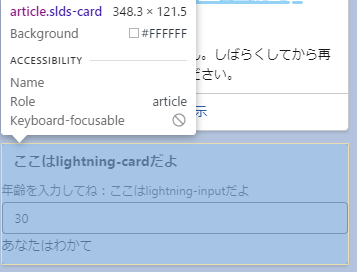 article.slds-card 348.3 × 121.5
Background #FFFFFF
ACCESSIBILITY
Name
Role article
Keyboard-focusable
ん。しばらくしてから再
ださい。
示
ここはlightning-cardだよ
年齢を入力してね：ここはlightning-inputだよ
30
あなたはわかて